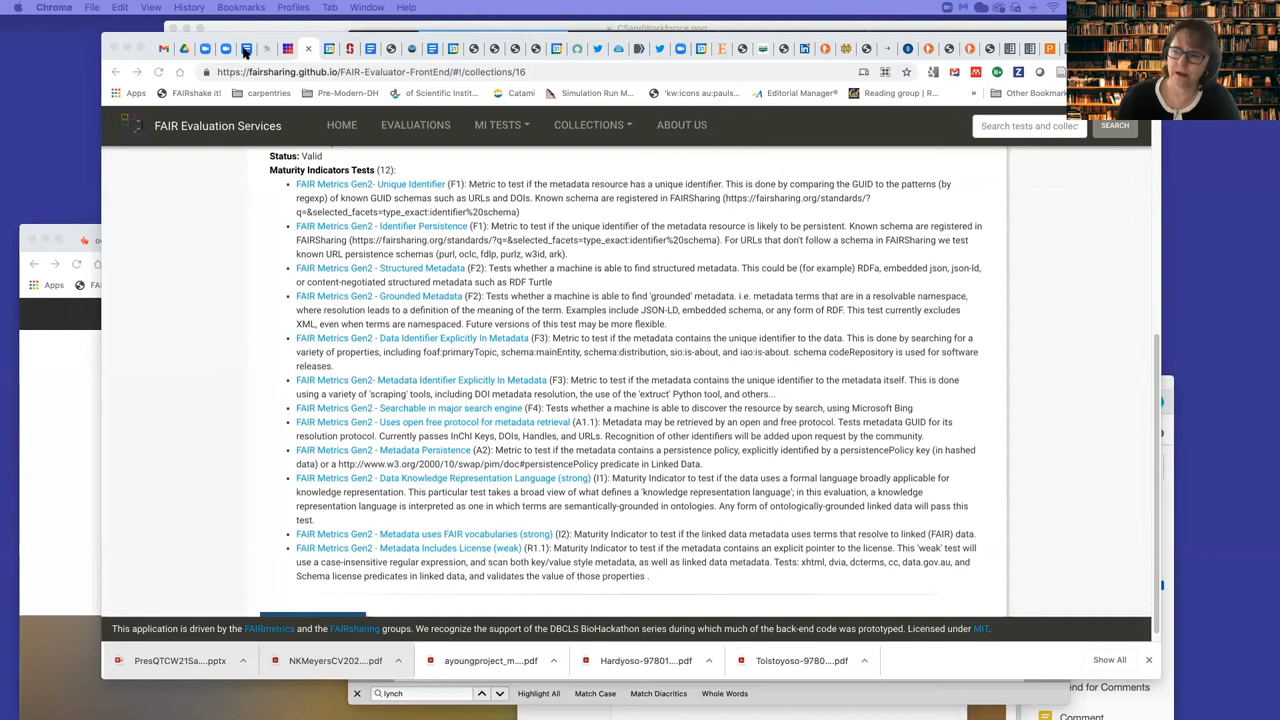 Chrome File Edit View History Bookmarks Profiles Tab Window Help
CSandWorkforce.png
https://fairsharing.github.io/FAIR-Evaluator-FrontEnd/#!/collections/16
Apps FAIRshake it! carpentries Pre-Modern-DH of Scientific Instit... Catami Simulation Run M... 'kw:icons au:pauls... Editorial Manager® Reading group | R... » Other Bookmar
FAIR Evaluation Services HOME EVALUATIONS MI TESTS COLLECTIONS ABOUT US Search tests and collec SEARCH
Status: Valid
Maturity Indicators Tests (12):
FAIR Metrics Gen2- Unique Identifier (F1): Metric to test if the metadata resource has a unique identifier. This is done by comparing the GUID to the patterns (by
regexp) of known GUID schemas such as URLs and DOIs. Known schema are registered in FAIRSharing (https://fairsharing.org/standards/?
q=&selected_facets=type_exact:identifier%20schema)
FAIR Metrics Gen2 - Identifier Persistence (F1): Metric to test if the unique identifier of the metadata resource is likely to be persistent. Known schema are registered in
FAIRSharing (https://fairsharing.org/standards/?q=&selected_facets=type_exact:identifier%20schema). For URLs that don't follow a schema in FAIRSharing we test
known URL persistence schemas (purl, oclc, fdlp, purlz, w3id, ark).
FAIR Metrics Gen2 - Structured Metadata (F2): Tests whether a machine is able to find structured metadata. This could be (for example) RDFa, embedded json, json-ld,
or content-negotiated structured metadata such as RDF Turtle
FAIR Metrics Gen2 - Grounded Metadata (F2): Tests whether a machine is able to find 'grounded' metadata. i.e. metadata terms that are in a resolvable namespace,
where resolution leads to a definition of the meaning of the term. Examples include JSON-LD, embedded schema, or any form of RDF. This test currently excludes
XML, even when terms are namespaced. Future versions of this test may be more flexible.
FAIR Metrics Gen2 - Data Identifier Explicitly In Metadata (F3): Metric to test if the metadata contains the unique identifier to the data. This is done by searching for a
variety of properties, including foaf:primaryTopic, schema:mainEntity, schema:distribution, sio:is-about, and iao:is-about. schema codeRepository is used for software
releases.
FAIR Metrics Gen2- Metadata Identifier Explicitly In Metadata (F3): Metric to test if the metadata contains the unique identifier to the metadata itself. This is done
using a variety of 'scraping' tools, including DOI metadata resolution, the use of the 'extruct' Python tool, and others...
FAIR Metrics Gen2 - Searchable in major search engine (F4): Tests whether a machine is able to discover the resource by search, using Microsoft Bing
FAIR Metrics Gen2 - Uses open free protocol for metadata retrieval (A1.1): Metadata may be retrieved by an open and free protocol. Tests metadata GUID for its
resolution protocol. Currently passes InChI Keys, DOIs, Handles, and URLs. Recognition of other identifiers will be added upon request by the community.
FAIR Metrics Gen2 - Metadata Persistence (A2): Metric to test if the metadata contains a persistence policy, explicitly identified by a persistencePolicy key (in hashed
data) or a http://www.w3.org/2000/10/swap/pim/doc#persistencePolicy predicate in Linked Data.
FAIR Metrics Gen2 - Data Knowledge Representation Language (strong) (I1): Maturity Indicator to test if the data uses a formal language broadly applicable for
knowledge representation. This particular test takes a broad view of what defines a 'knowledge representation language'; in this evaluation, a knowledge
representation language is interpreted as one in which terms are semantically-grounded in ontologies. Any form of ontologically-grounded linked data will pass this
test.
FAIR Metrics Gen2 - Metadata uses FAIR vocabularies (strong) (I2): Maturity Indicator to test if the linked data metadata uses terms that resolve to linked (FAIR) data.
FAIR Metrics Gen2 - Metadata Includes License (weak) (R1.1): Maturity Indicator to test if the metadata contains an explicit pointer to the license. This 'weak' test will
use a case-insensitive regular expression, and scan both key/value style metadata, as well as linked data metadata. Tests: xhtml, dvia, dcterms, cc, data.gov.au, and
Schema license predicates in linked data, and validates the value of those properties .
This application is driven by the FAIRmetrics and the FAIRsharing groups. We recognize the support of the DBCLS BioHackathon series during which much of the back-end code was prototyped. Licensed under MIT.
PresQTCW21Sa....pptx NKMeyersCV202....pdf ayoungproject_m....pdf Hardyoso-97801....pdf Tolstoyoso-9780....pdf Show All
lynch Highlight All Match Case Match Diacritics Whole Words
nd for Comments
Comment
Apps FAI